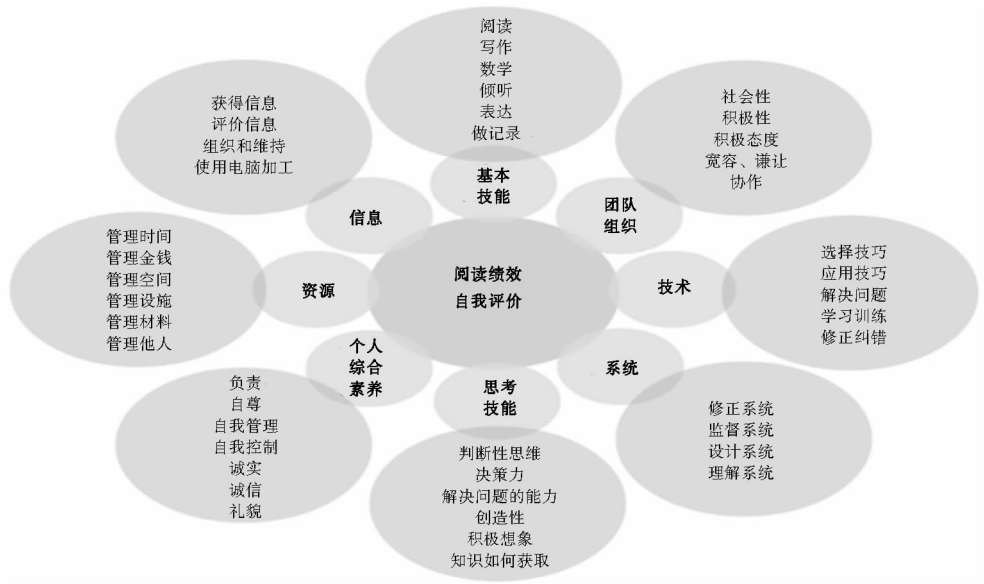 阅读
写作
数学
倾听
表达
做记录
基本
技能
社会性
积极性
积极态度
宽容、谦让
协作
团队
组织
选择技巧
应用技巧
解决问题
学习训练
修正纠错
技术
修正系统
监督系统
设计系统
理解系统
系统
思考
技能
判断性思维
决策力
解决问题的能力
创造性
积极想象
知识如何获取
个人
综合
素养
负责
自尊
自我管理
自我控制
诚实
诚信
礼貌
资源
管理时间
管理金钱
管理空间
管理设施
管理材料
管理他人
信息
获得信息
评价信息
组织和维持
使用电脑加工
阅读绩效
自我评价